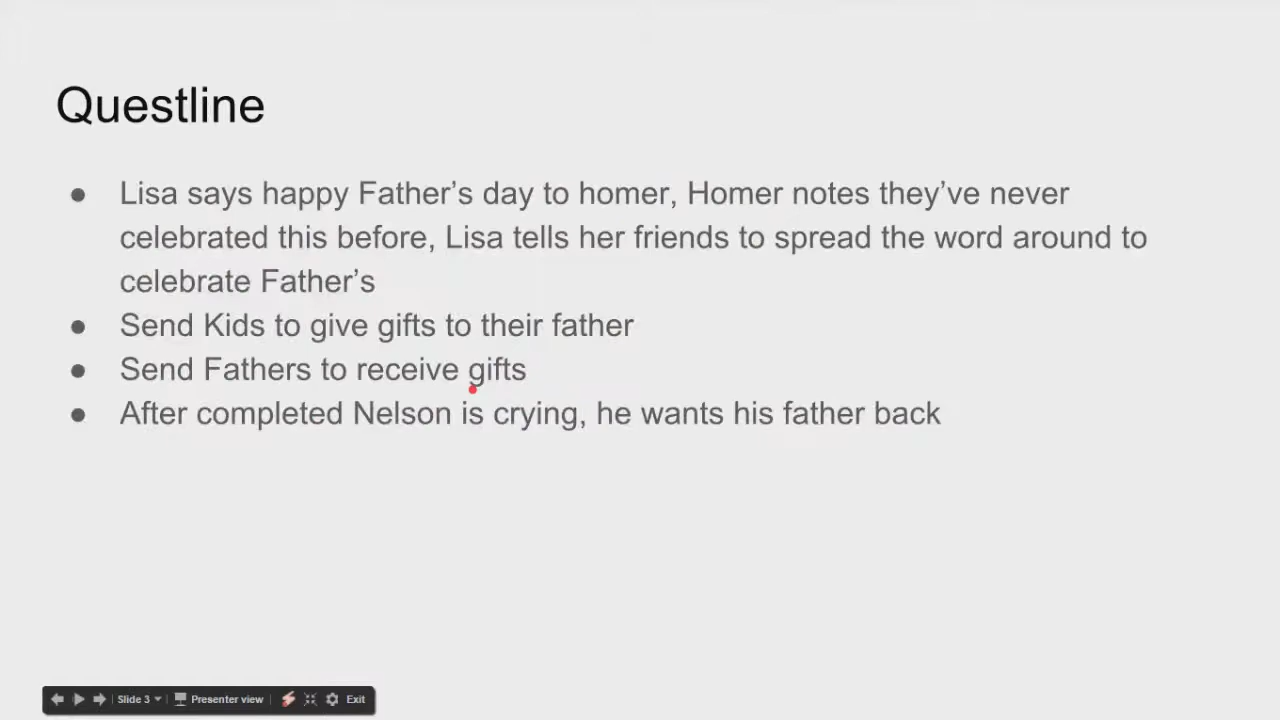 Questline
● Lisa says happy Father’s day to homer, Homer notes they’ve never
celebrated this before, Lisa tells her friends to spread the word around to
celebrate Father’s
● Send Kids to give gifts to their father
● Send Fathers to receive gifts
● After completed Nelson is crying, he wants his father back
Slide 3 Presenter view Exit